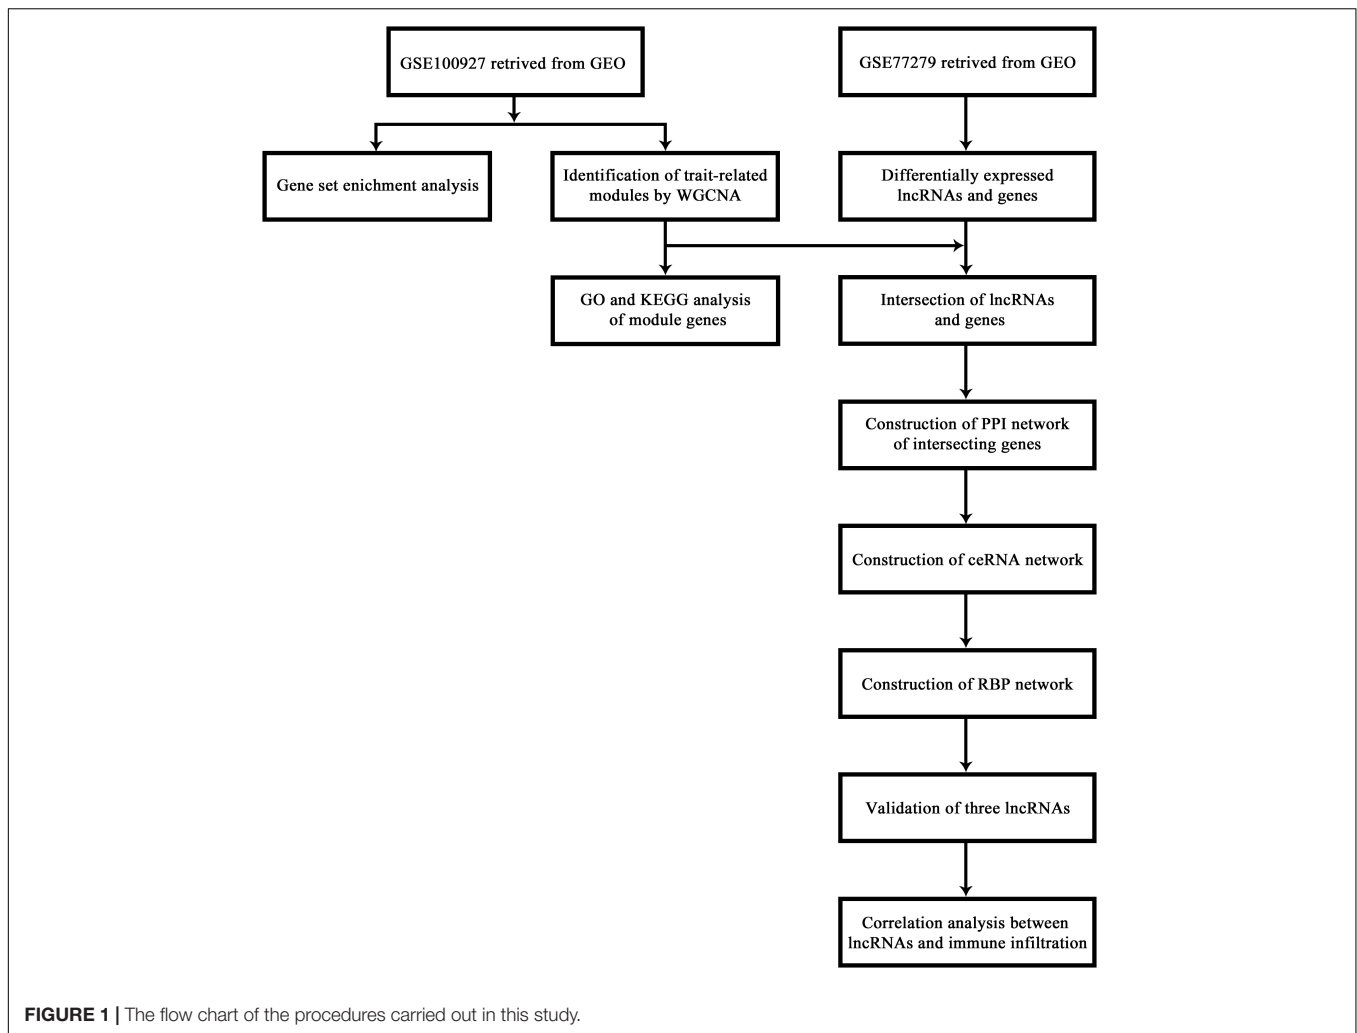 GSE100927 retrived from GEO
GSE77279 retrived from GEO
Gene set enichment analysis
Identification of trait-related
modules by WGCNA
Differentially expressed
lncRNAs and genes
GO and KEGG analysis
of module genes
Intersection of lncRNAs
and genes
Construction of PPI network
of intersecting genes
Construction of ceRNA network
Construction of RBP network
Validation of three lncRNAs
Correlation analysis between
lncRNAs and immune infiltration
FIGURE 1 | The flow chart of the procedures carried out in this study.